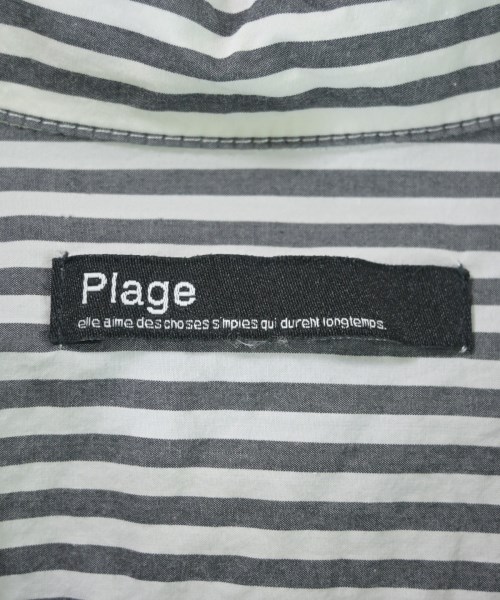 Plage
elle aime des choses simples qui durent longtemps.